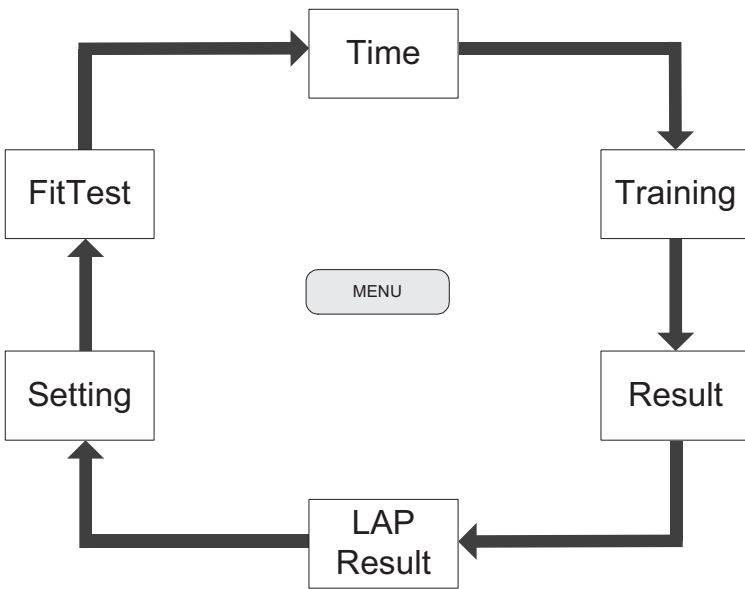 Time
FitTest
Training
MENU
Setting
Result
LAP
Result